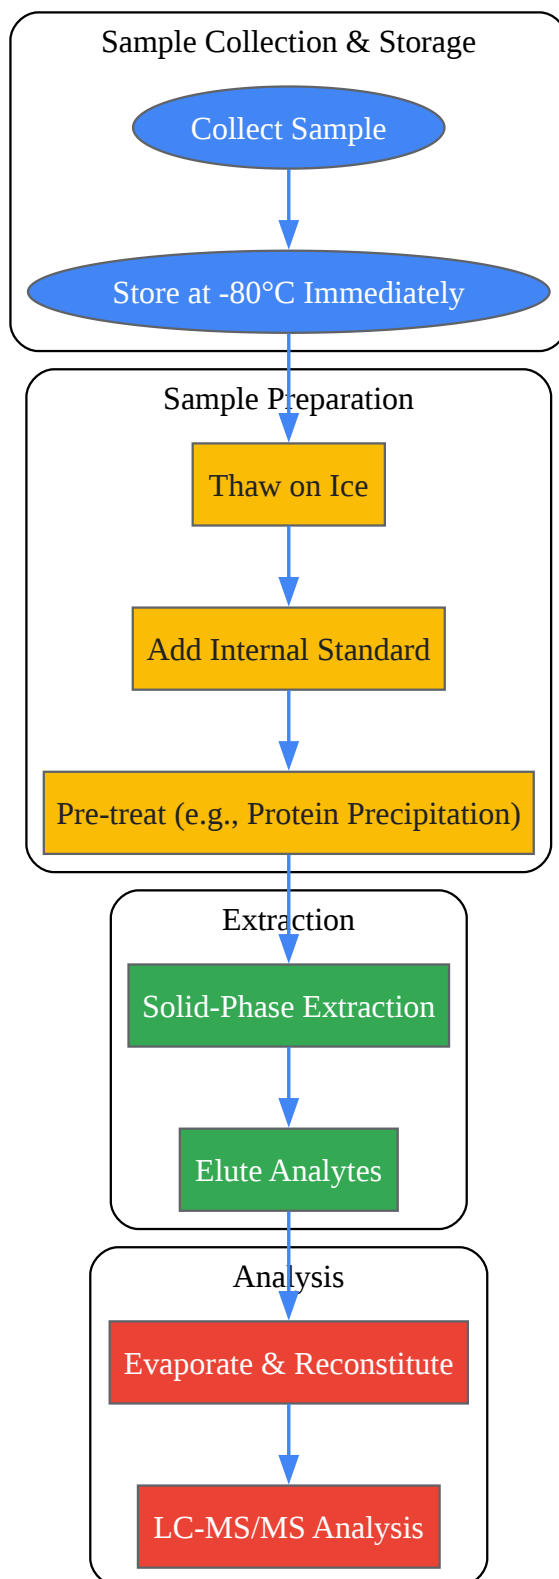 Sample Collection & Storage
Collect Sample
Store at -80°C Immediately
Sample Preparation
Thaw on Ice
Add Internal Standard
Pre-treat (e.g., Protein Precipitation)
Extraction
Solid-Phase Extraction
Elute Analytes
Analysis
Evaporate & Reconstitute
LC-MS/MS Analysis